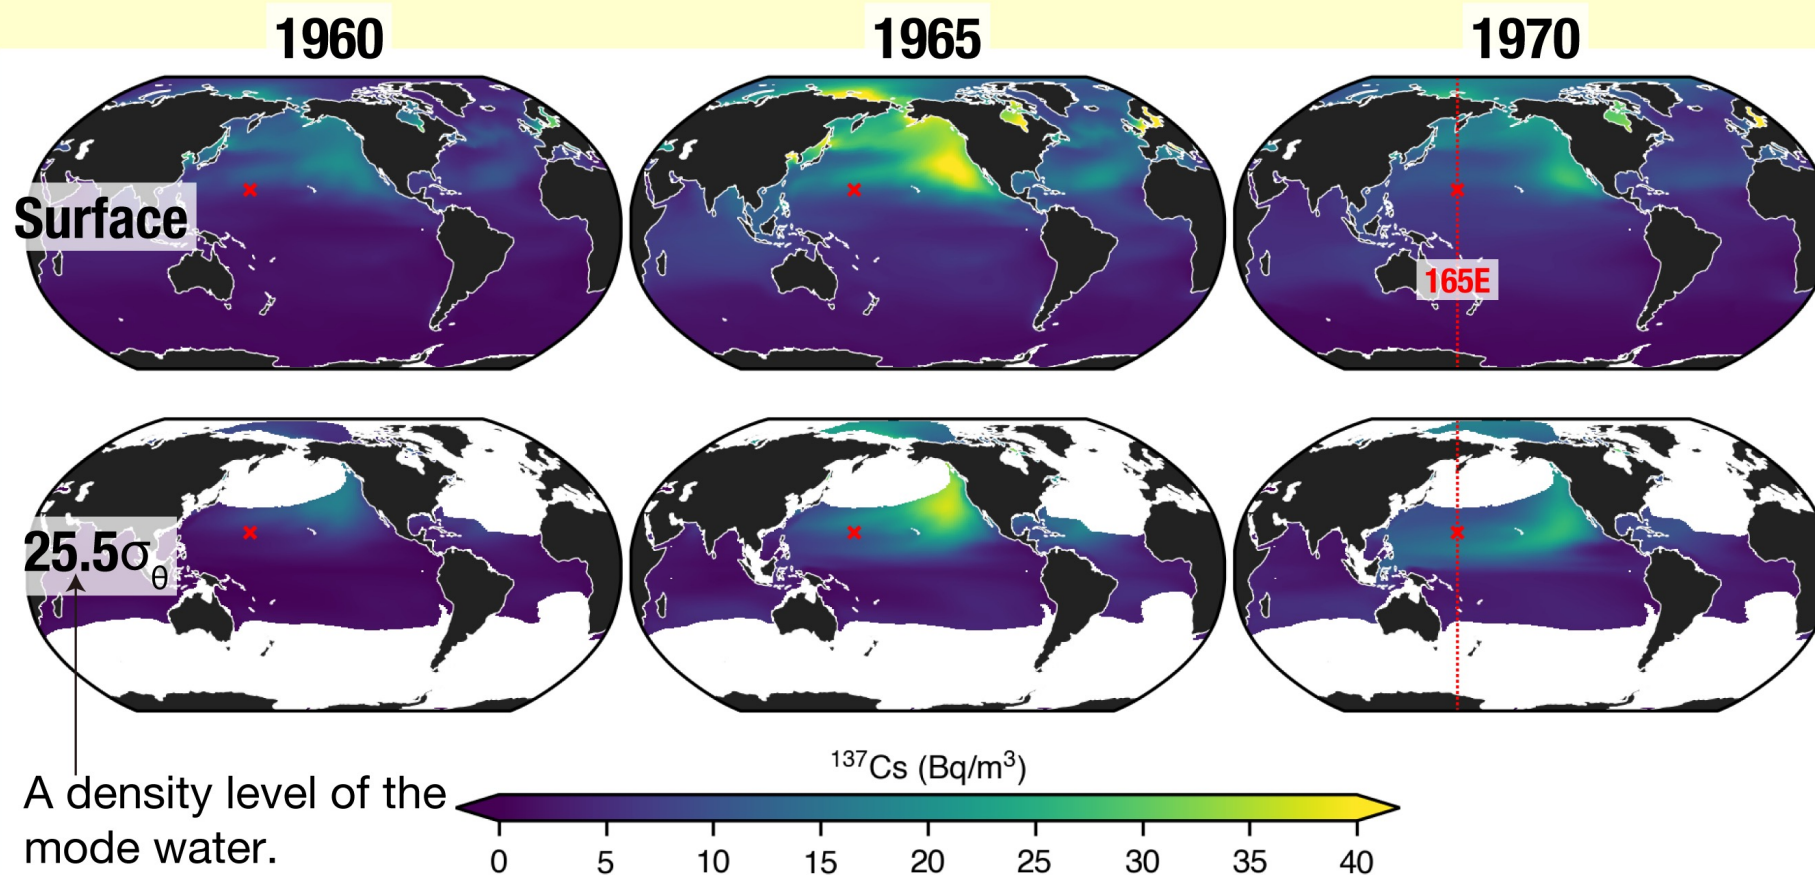 1960
1965
1970
Surface
165E
25.5σθ
A density level of the
mode water.
¹³⁷Cs (Bq/m³)
0 5 10 15 20 25 30 35 40